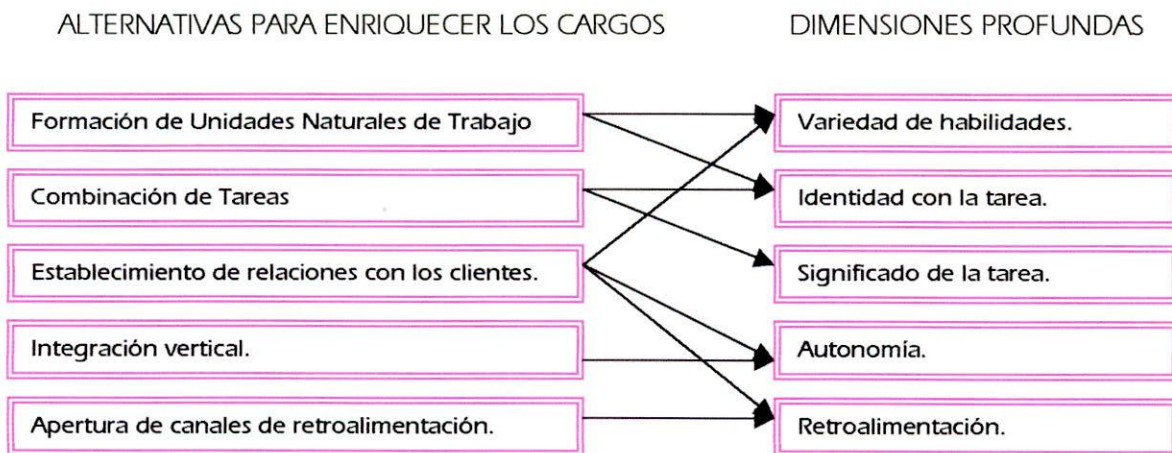 ALTERNATIVAS PARA ENRIQUECER LOS CARGOS
DIMENSIONES PROFUNDAS
Formación de Unidades Naturales de Trabajo
Variedad de habilidades.
Combinación de Tareas
Identidad con la tarea.
Establecimiento de relaciones con los clientes.
Significado de la tarea.
Integración vertical.
Autonomía.
Apertura de canales de retroalimentación.
Retroalimentación.